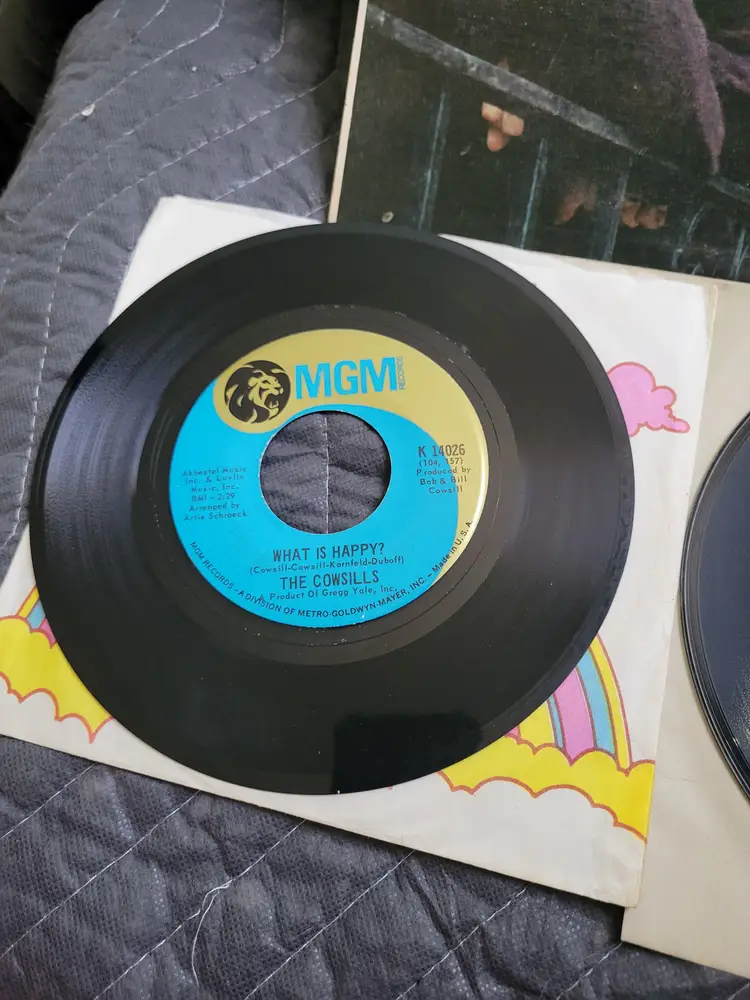 MGM
RECORDS
K 14026
(104, 157)
Produced by
Bob & Bill
Cowsill
Akbestal Music
Inc. & Luvlin
Music, Inc.
BMI - 2:29
Arranged by
Artie Schroeck
WHAT IS HAPPY?
(Cowsill-Cowsill-Kornfeld-Duboff)
THE COWSILLS
A Product Of Gregg Yale, Inc.
MGM RECORDS - A DIVISION OF METRO-GOLDWYN-MAYER, INC. - Made in U.S.A.